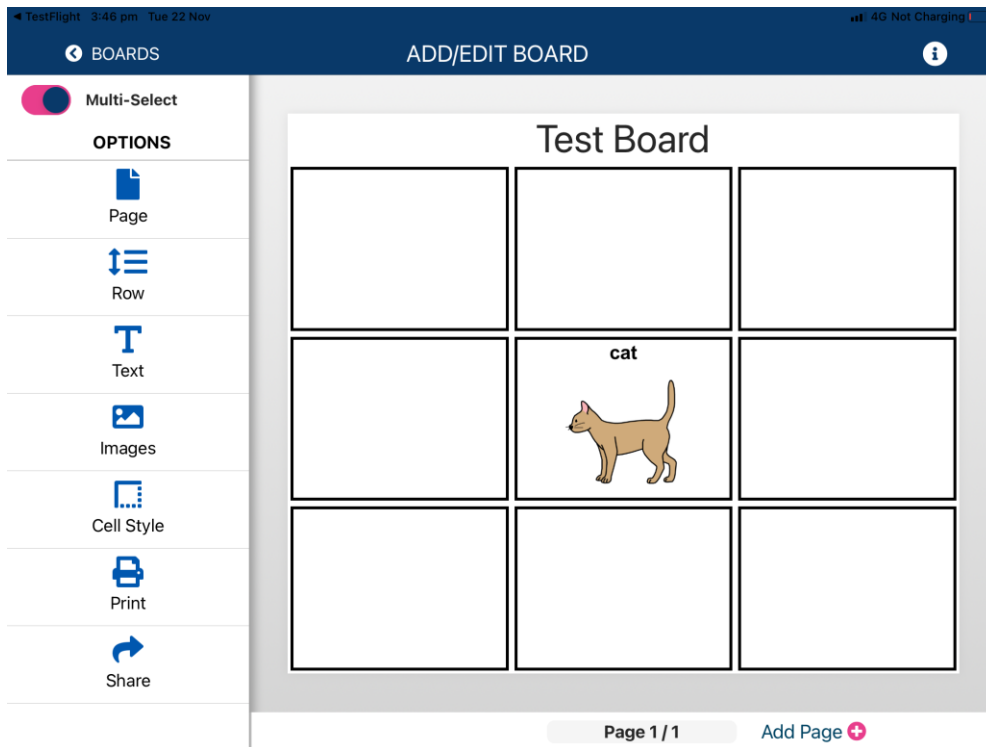 TestFlight 3:46 pm Tue 22 Nov 4G Not Charging
BOARDS ADD/EDIT BOARD
Multi-Select
OPTIONS
Page
Row
Text
Images
Cell Style
Print
Share
Test Board
cat
Page 1 / 1 Add Page